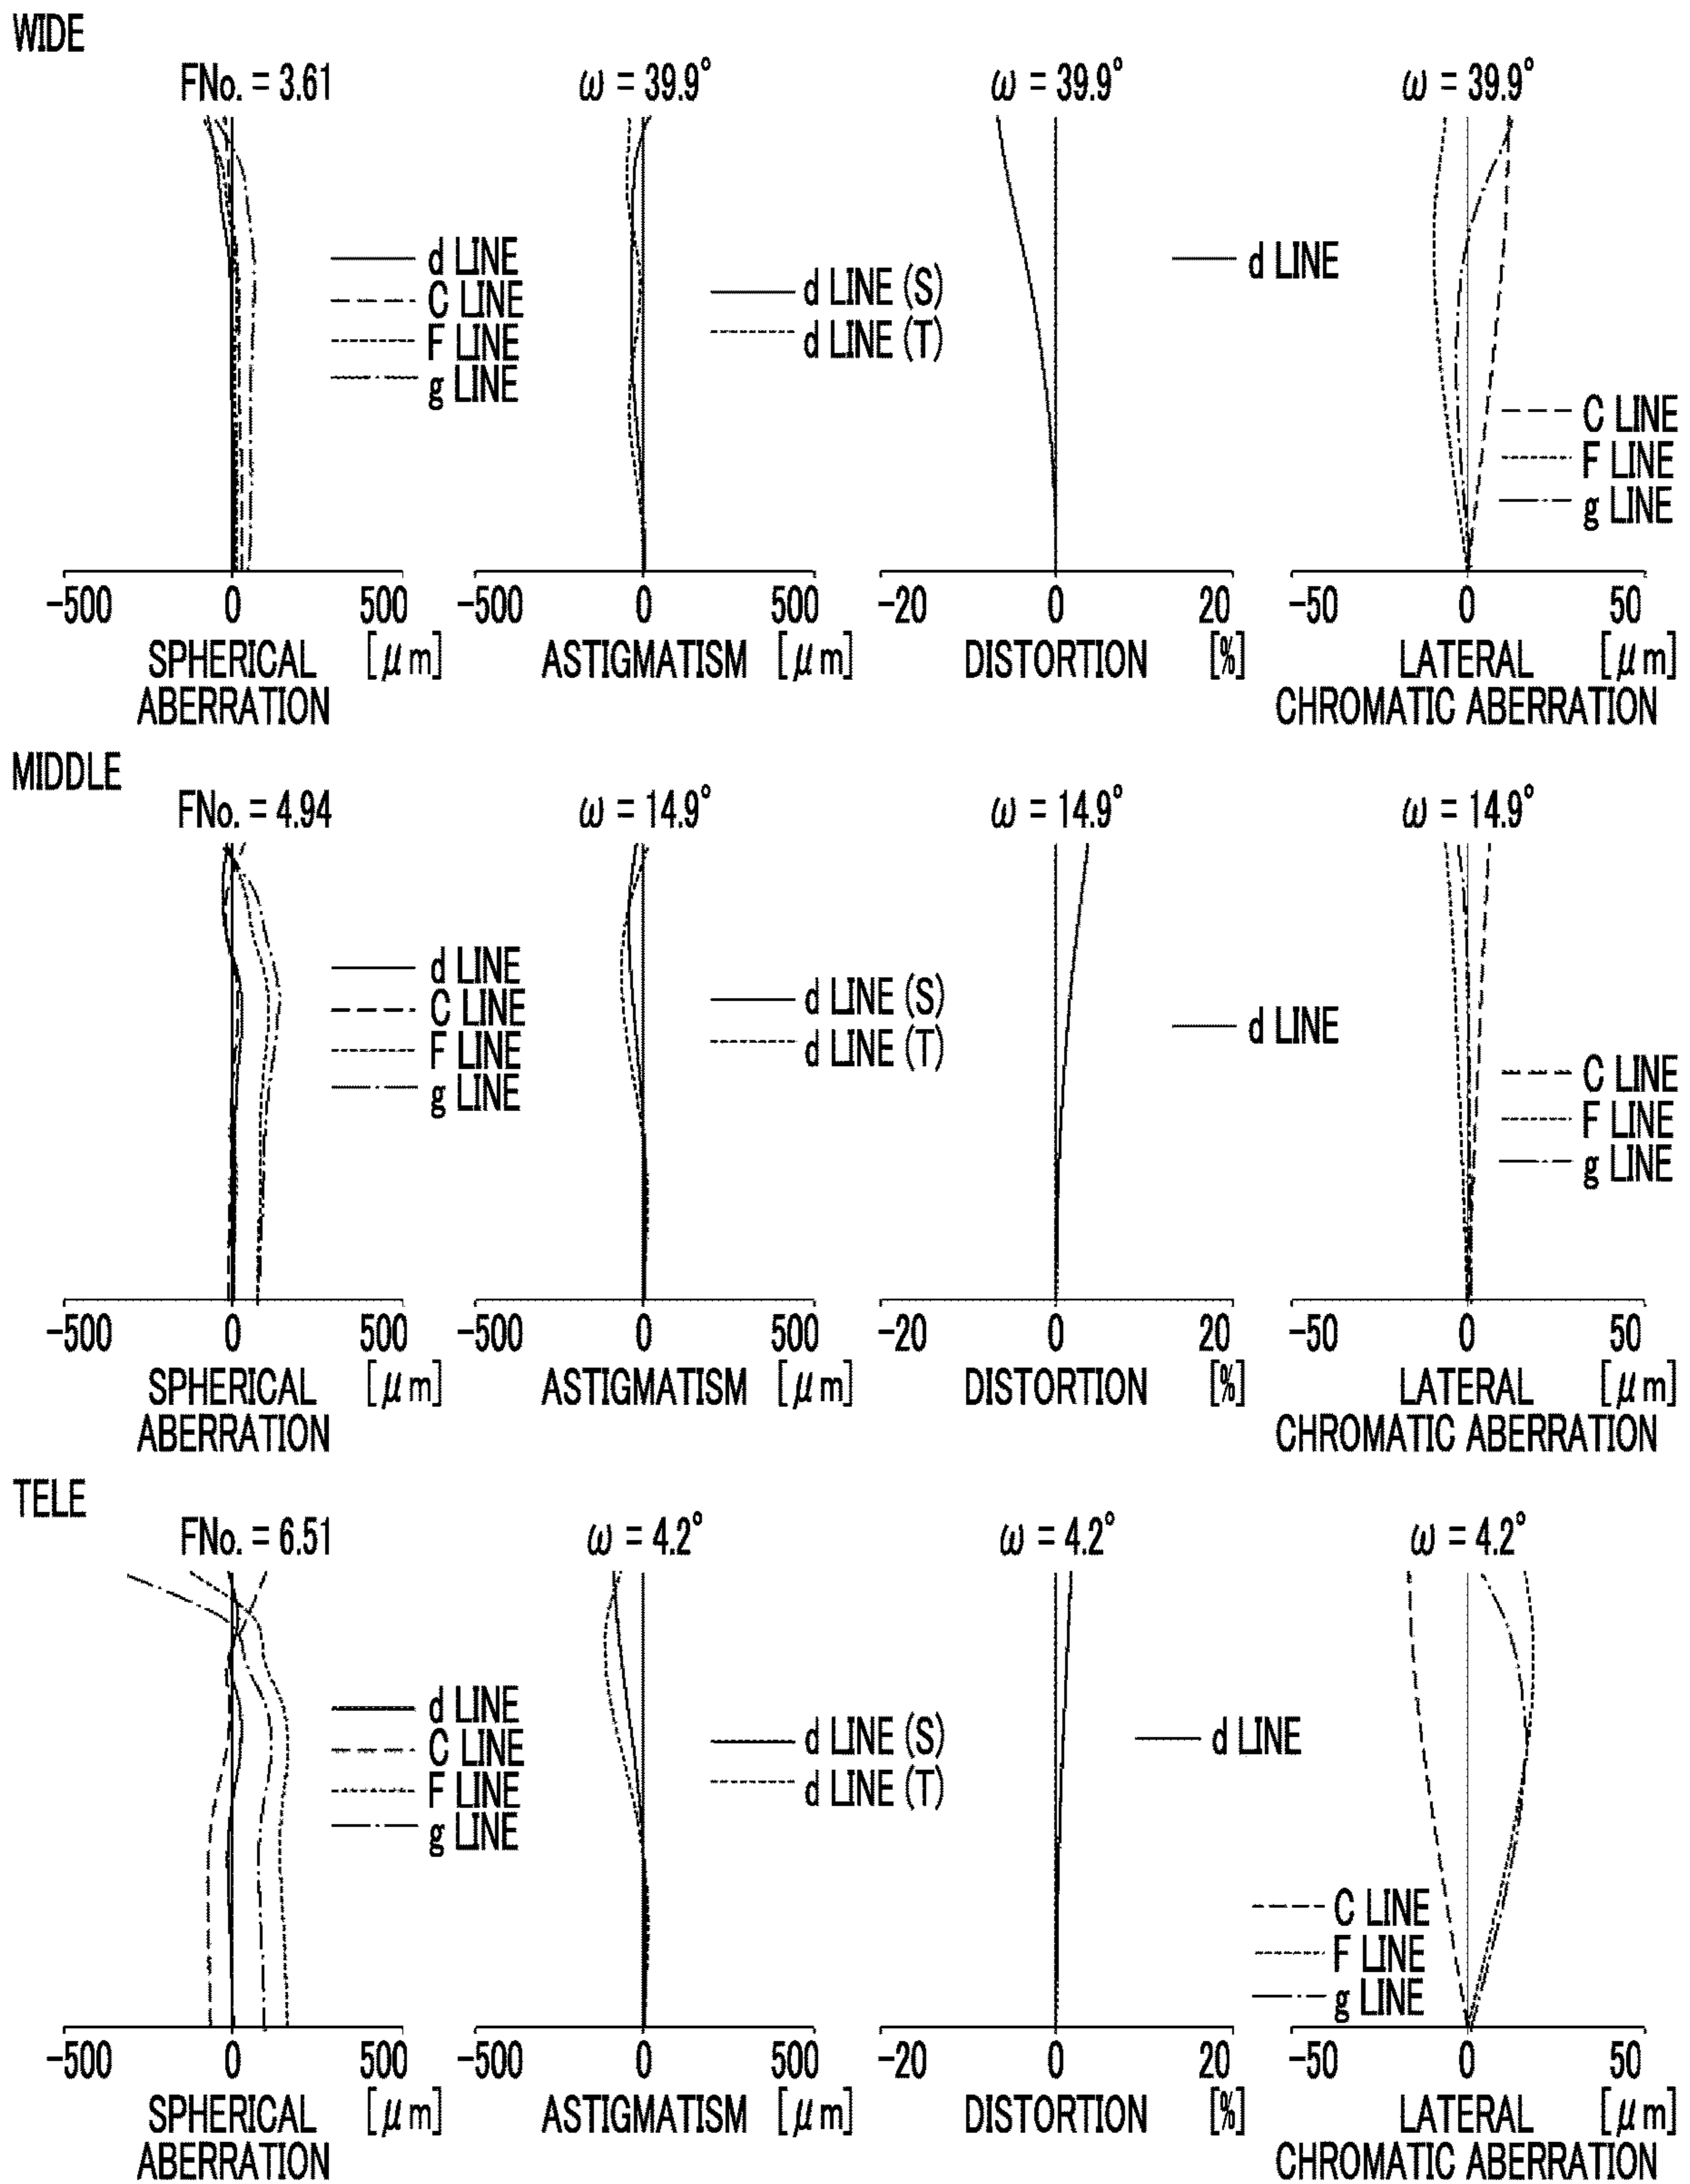 WIDE
FNo. = 3.61
d LINE
C LINE
F LINE
g LINE
-500 0 500
SPHERICAL [μm]
ABERRATION
ω = 39.9°
d LINE (S)
d LINE (T)
-500 0 500
ASTIGMATISM [μm]
ω = 39.9°
d LINE
-20 0 20
DISTORTION [%]
ω = 39.9°
C LINE
F LINE
g LINE
-50 0 50
LATERAL [μm]
CHROMATIC ABERRATION
MIDDLE
FNo. = 4.94
d LINE
C LINE
F LINE
g LINE
-500 0 500
SPHERICAL [μm]
ABERRATION
ω = 14.9°
d LINE (S)
d LINE (T)
-500 0 500
ASTIGMATISM [μm]
ω = 14.9°
d LINE
-20 0 20
DISTORTION [%]
ω = 14.9°
C LINE
F LINE
g LINE
-50 0 50
LATERAL [μm]
CHROMATIC ABERRATION
TELE
FNo. = 6.51
d LINE
C LINE
F LINE
g LINE
-500 0 500
SPHERICAL [μm]
ABERRATION
ω = 4.2°
d LINE (S)
d LINE (T)
-500 0 500
ASTIGMATISM [μm]
ω = 4.2°
d LINE
-20 0 20
DISTORTION [%]
ω = 4.2°
C LINE
F LINE
g LINE
-50 0 50
LATERAL [μm]
CHROMATIC ABERRATION